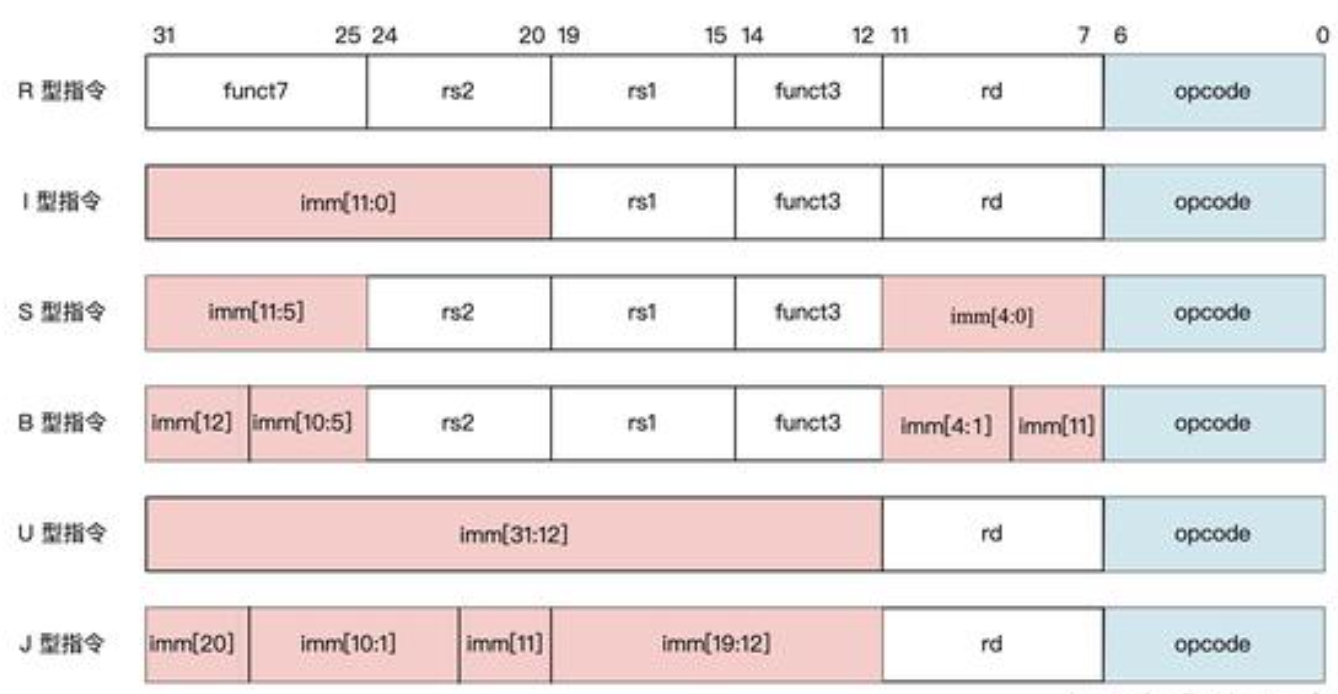 31 25 24 20 19 15 14 12 11 7 6 0
R 型指令 funct7 rs2 rs1 funct3 rd opcode
I 型指令 imm[11:0] rs1 funct3 rd opcode
S 型指令 imm[11:5] rs2 rs1 funct3 imm[4:0] opcode
B 型指令 imm[12] imm[10:5] rs2 rs1 funct3 imm[4:1] imm[11] opcode
U 型指令 imm[31:12] rd opcode
J 型指令 imm[20] imm[10:1] imm[11] imm[19:12] rd opcode